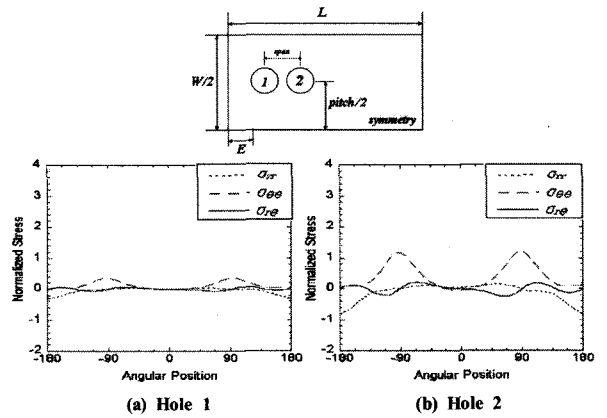 L
span
W/2
1
2
pitch/2
symmetry
E
4
3
2
1
0
-1
-2
Normalized Stress
σrr
σθθ
σrθ
-180
-90
0
90
180
Angular Position
(a) Hole 1
4
3
2
1
0
-1
-2
Normalized Stress
σrr
σθθ
σrθ
-180
-90
0
90
180
Angular Position
(b) Hole 2